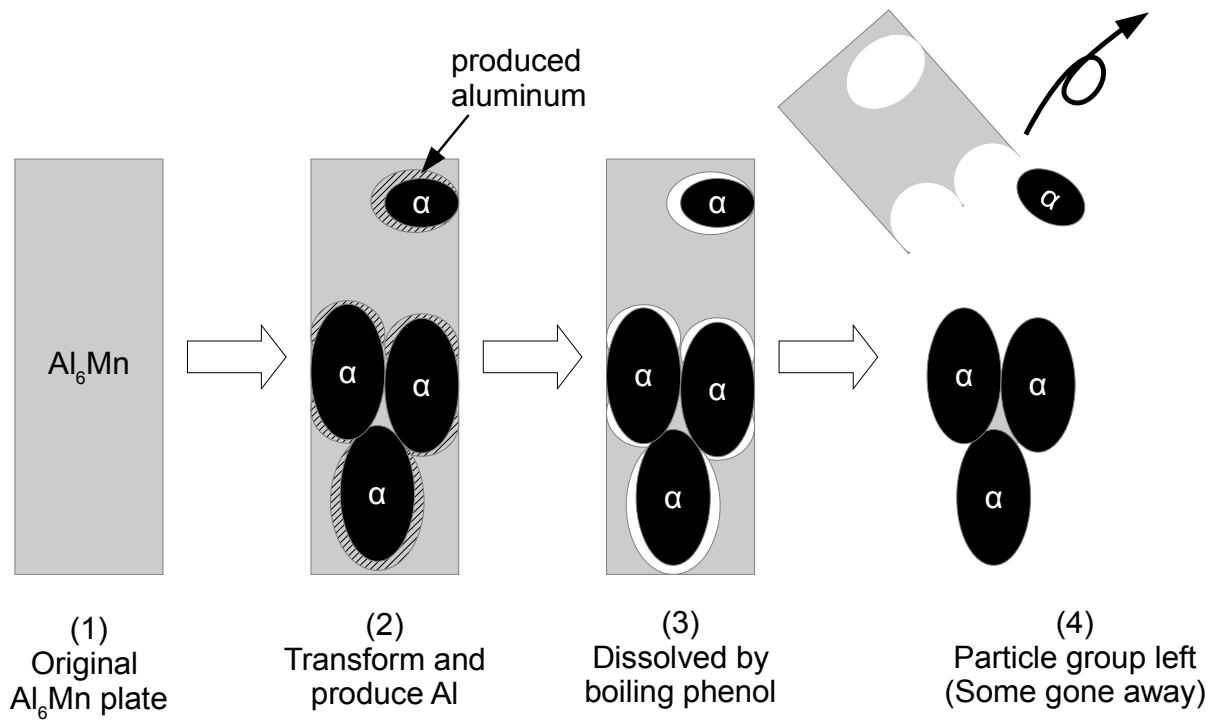 produced
aluminum
Al₆Mn
α
α
α
α
α
α
α
α
α
α
α
α
(1)
Original
Al₆Mn plate
(2)
Transform and
produce Al
(3)
Dissolved by
boiling phenol
(4)
Particle group left
(Some gone away)